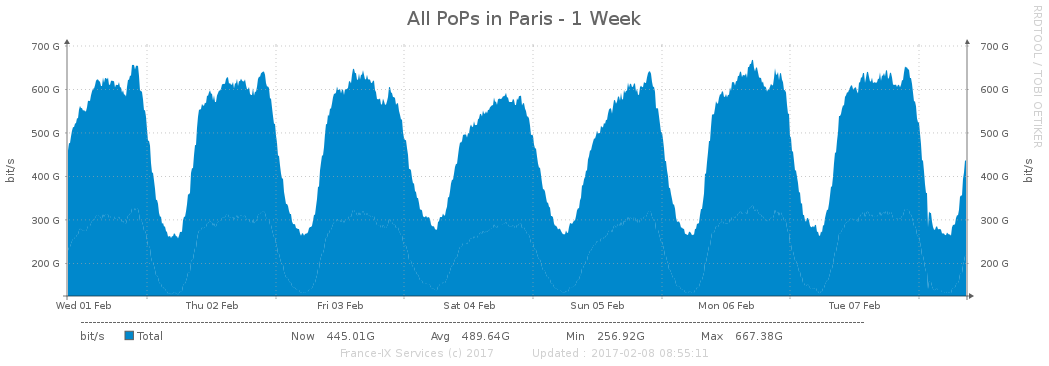 All PoPs in Paris - 1 Week
RRDTOOL / TOBI OETIKER
700 G 700 G
600 G 600 G
500 G 500 G
400 G 400 G
300 G 300 G
200 G 200 G
bit/s bit/s
Wed 01 Feb Thu 02 Feb Fri 03 Feb Sat 04 Feb Sun 05 Feb Mon 06 Feb Tue 07 Feb
bit/s Total Now 445.01G Avg 489.64G Min 256.92G Max 667.38G
France-IX Services (c) 2017 Updated : 2017-02-08 08:55:11